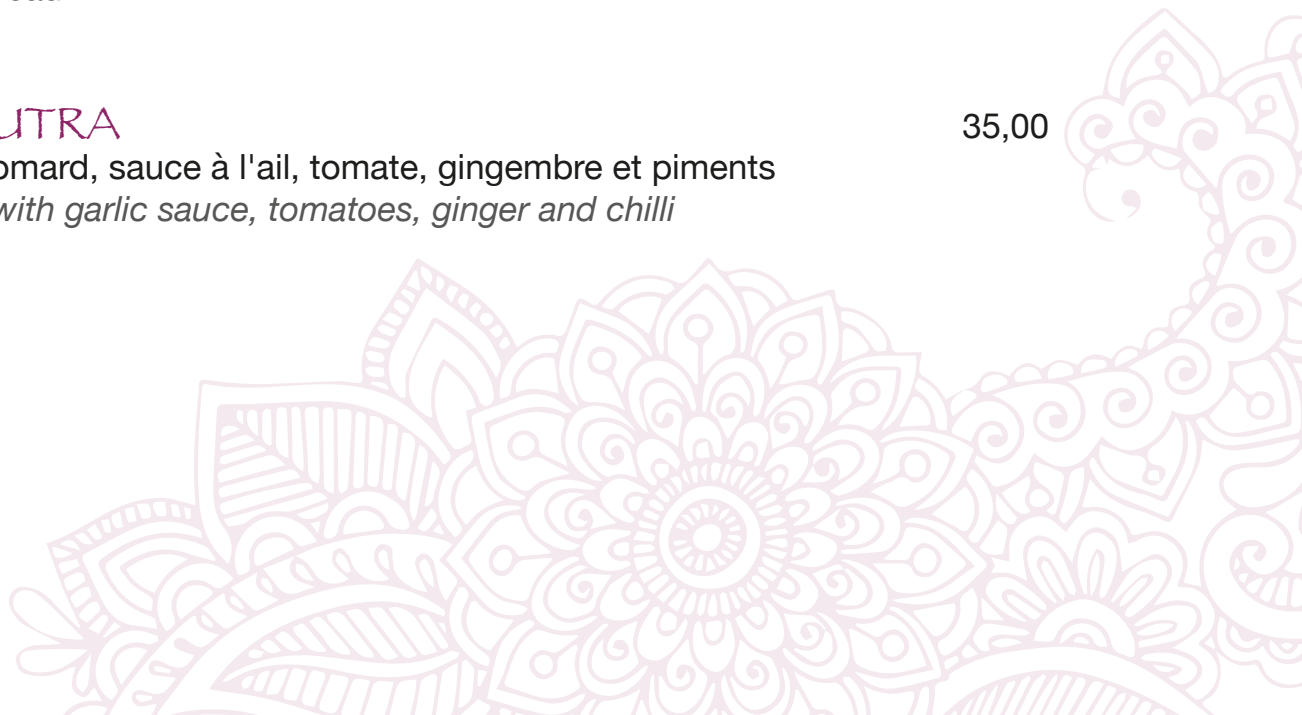 UTRA
35,00
omard, sauce à l'ail, tomate, gingembre et piments
with garlic sauce, tomatoes, ginger and chilli